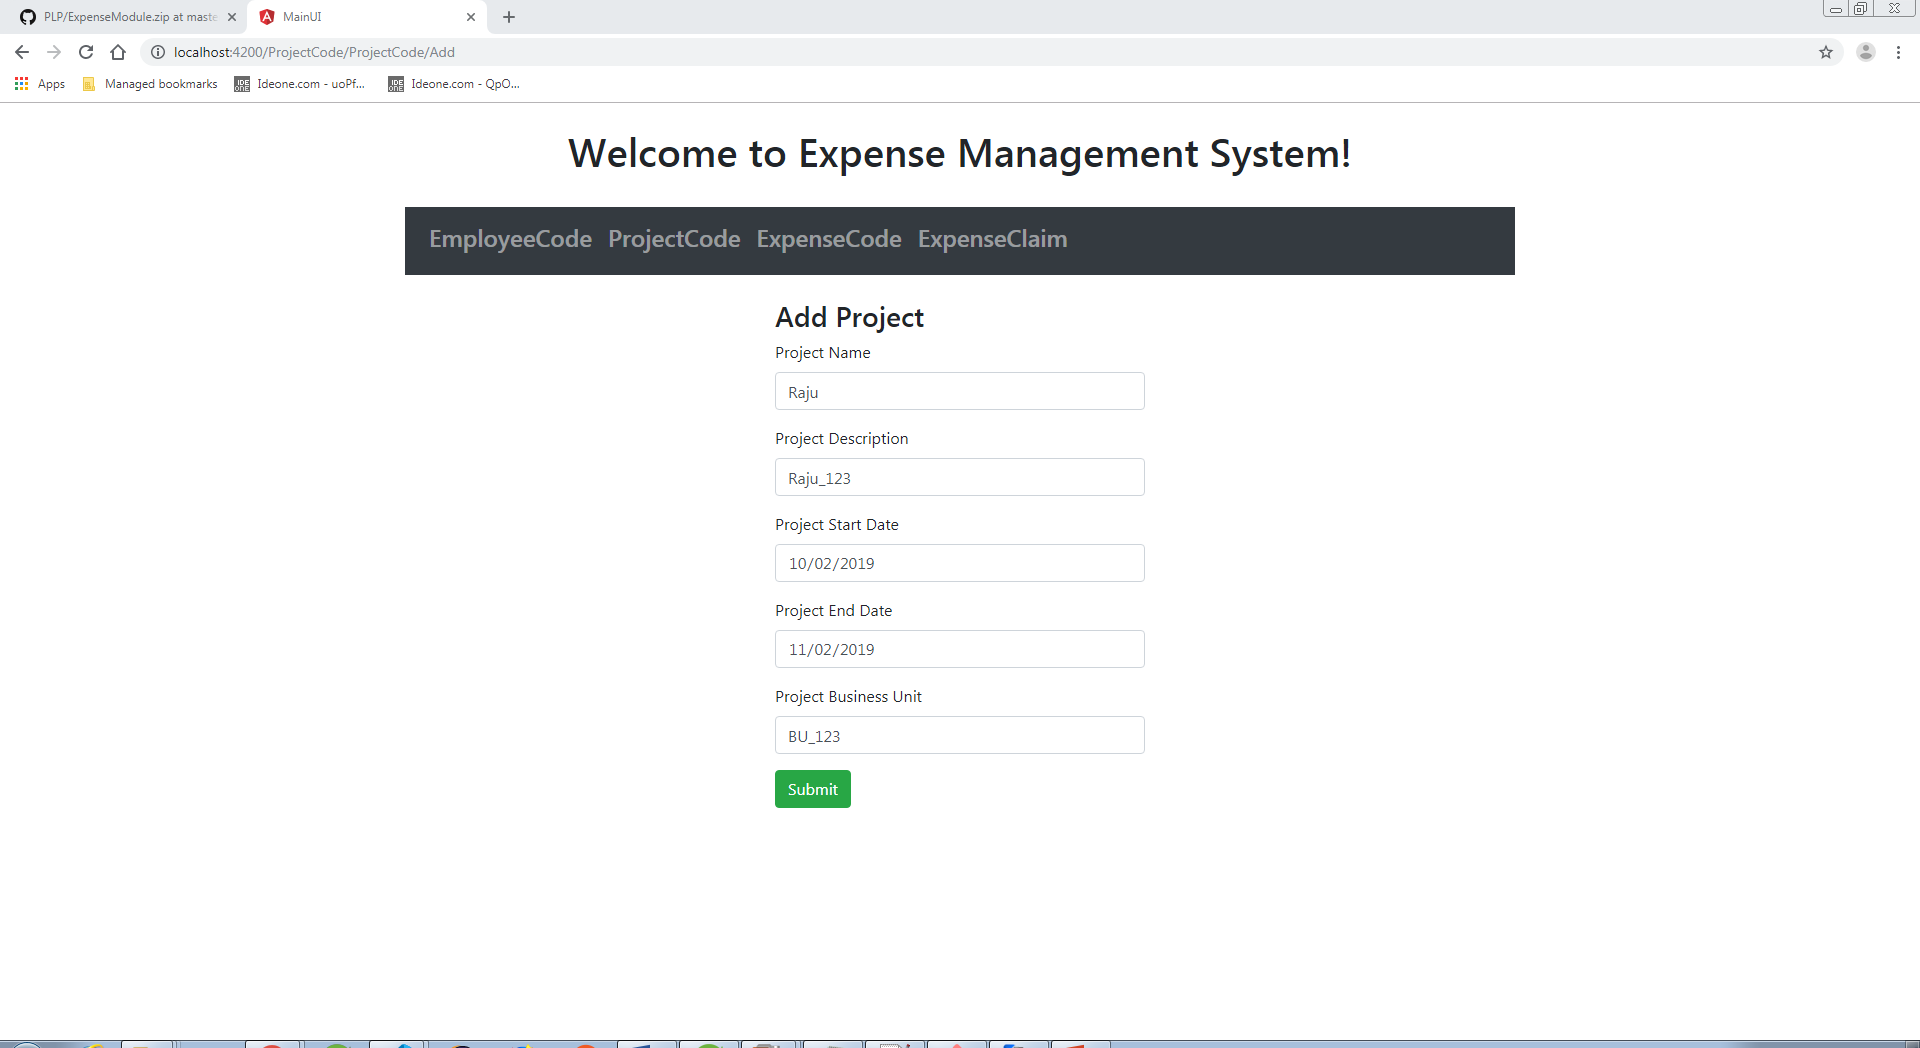 PLP/ExpenseModule.zip at maste
MainUI
localhost:4200/ProjectCode/ProjectCode/Add
Apps Managed bookmarks Ideone.com - uoPf... Ideone.com - QpO...
Welcome to Expense Management System!
EmployeeCode ProjectCode ExpenseCode ExpenseClaim
Add Project
Project Name
Raju
Project Description
Raju_123
Project Start Date
10/02/2019
Project End Date
11/02/2019
Project Business Unit
BU_123
Submit